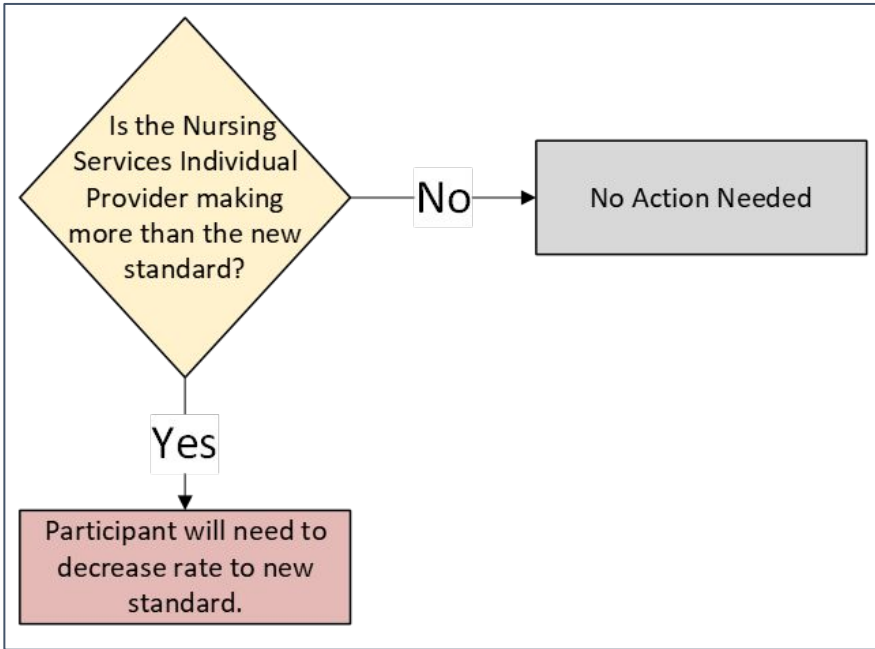 Is the Nursing
Services Individual
Provider making
more than the new
standard?
No
No Action Needed
Yes
Participant will need to
decrease rate to new
standard.